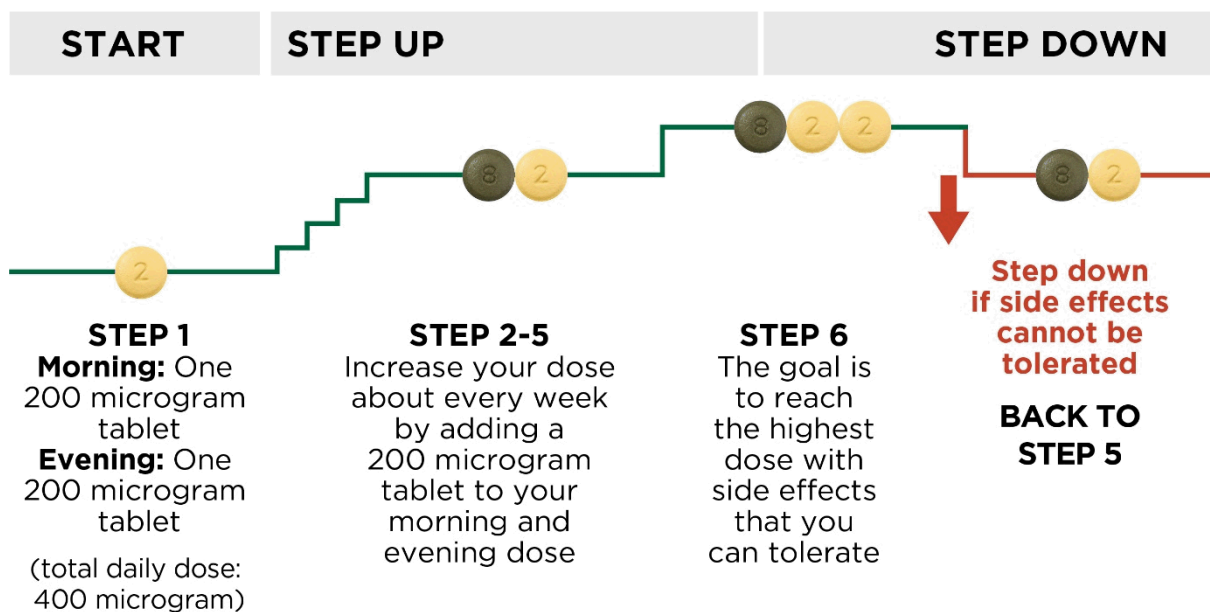 START
STEP UP
STEP DOWN
2
8 2
8 2 2
8 2
STEP 1
Morning: One
200 microgram
tablet
Evening: One
200 microgram
tablet
(total daily dose:
400 microgram)
STEP 2-5
Increase your dose
about every week
by adding a
200 microgram
tablet to your
morning and
evening dose
STEP 6
The goal is
to reach
the highest
dose with
side effects
that you
can tolerate
Step down
if side effects
cannot be
tolerated
BACK TO
STEP 5